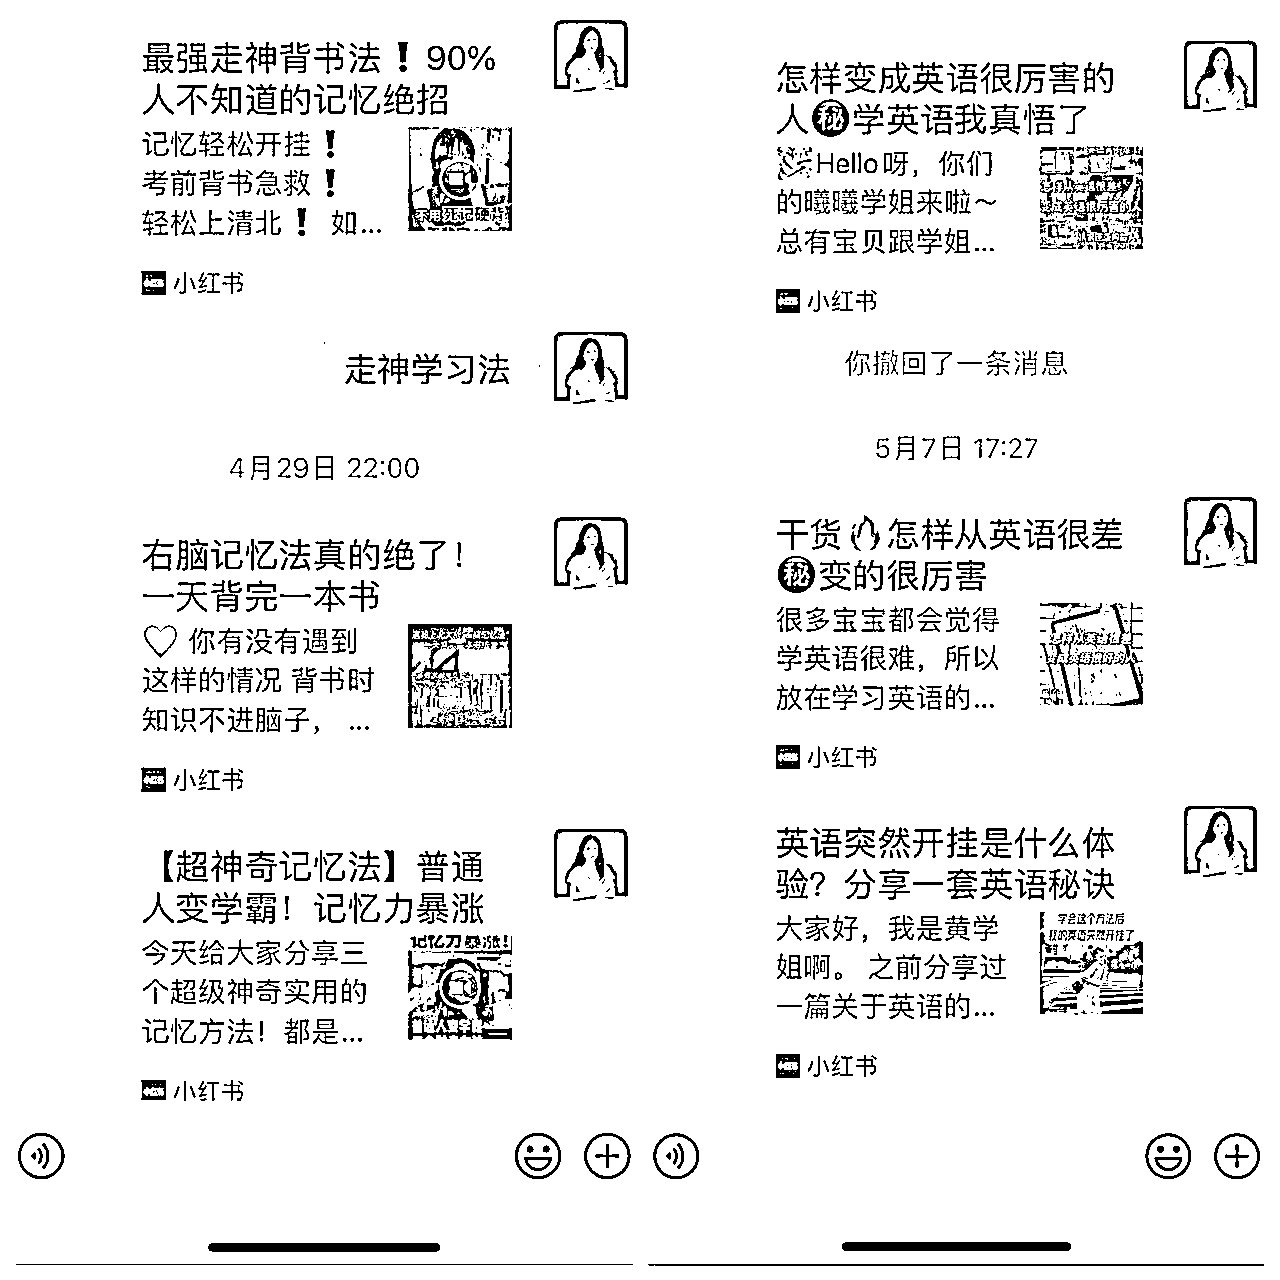 最强走神背书法❗90%
人不知道的记忆绝招
记忆轻松开挂❗
考前背书急救❗
轻松上清北❗ 如...
不用死记硬背
小红书
走神学习法
4月29日 22:00
右脑记忆法真的绝了！
一天背完一本书
♡ 你有没有遇到
这样的情况 背书时
知识不进脑子， ...
小红书
【超神奇记忆法】普通
人变学霸！记忆力暴涨
今天给大家分享三
个超级神奇实用的
记忆方法！都是...
记忆力暴涨!
小红书
怎样变成英语很厉害的
人㊙学英语我真悟了
🎉Hello呀，你们
的曦曦学姐来啦～
总有宝贝跟学姐...
小红书
你撤回了一条消息
5月7日 17:27
干货🔥怎样从英语很差
㊙变的很厉害
很多宝宝都会觉得
学英语很难，所以
放在学习英语的...
小红书
英语突然开挂是什么体
验？分享一套英语秘诀
大家好，我是黄学
姐啊。 之前分享过
一篇关于英语的...
学会这个方法后
我的英语突然开挂了
小红书